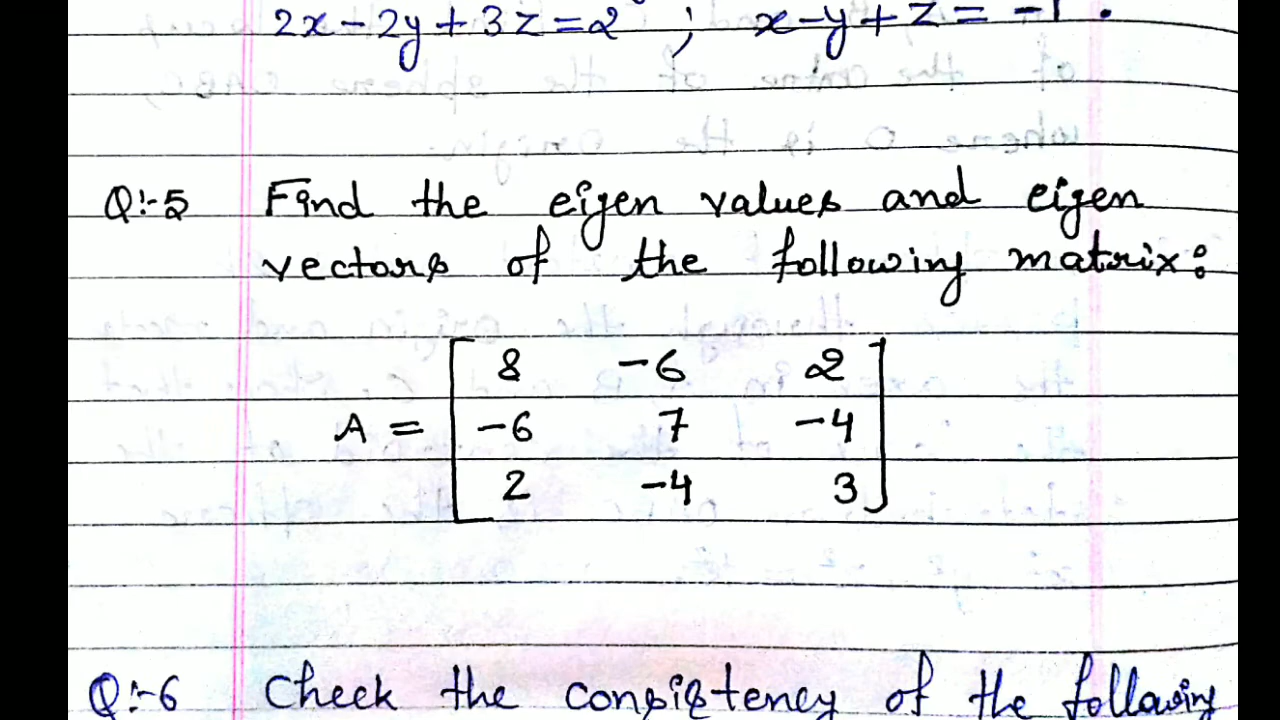 2x-2y+3z=2 ; x-y+z=-1.
Q:-5 Find the eigen values and eigen
vectors of the following matrix:
A = [ 8 -6 2
-6 7 -4
2 -4 3 ]
Q:-6 Check the consistency of the following